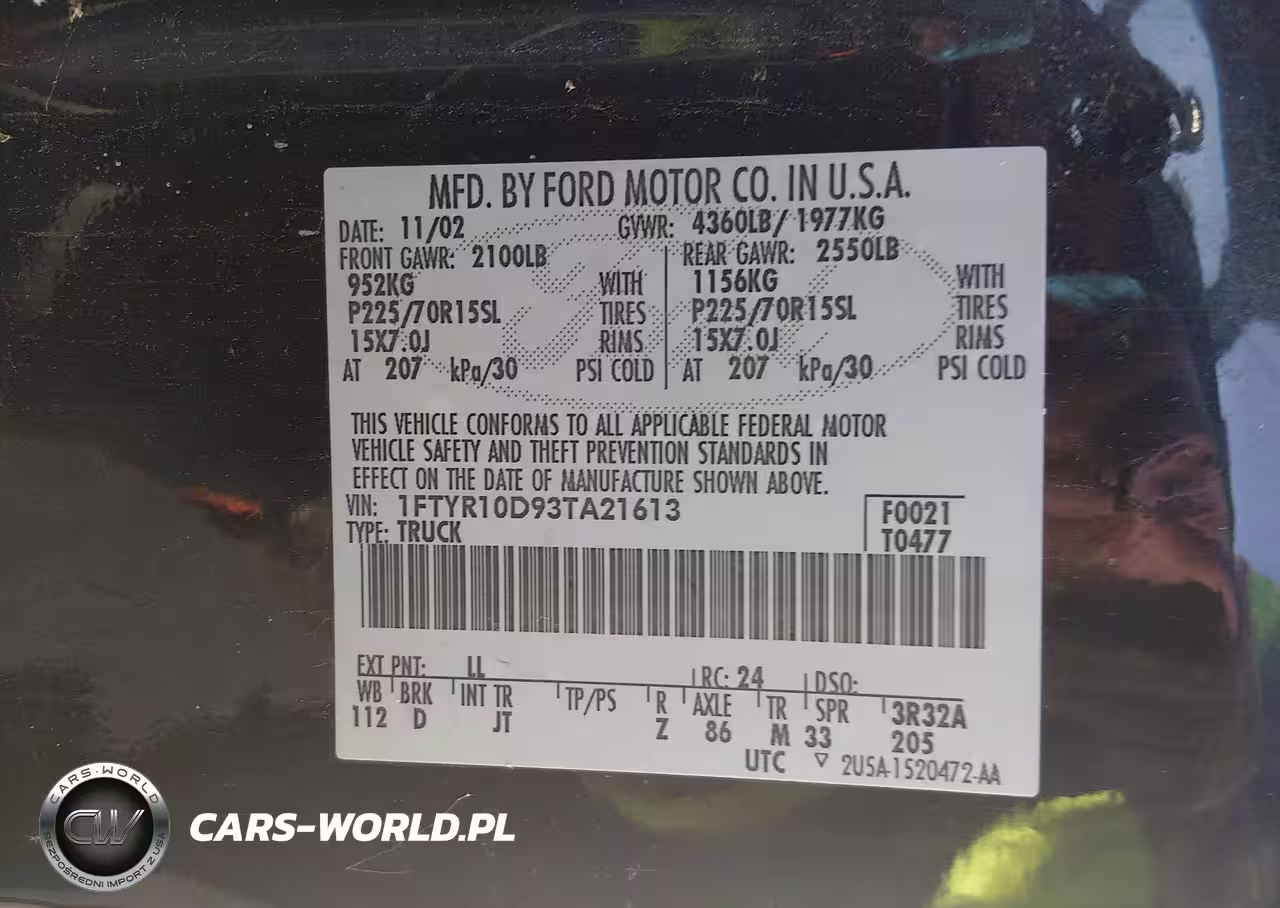 MFD. BY FORD MOTOR CO. IN U.S.A.
DATE: 11/02 GVWR: 4360LB/ 1977KG
FRONT GAWR: 2100LB REAR GAWR: 2550LB
952KG WITH 1156KG WITH
P225/70R15SL TIRES P225/70R15SL TIRES
15X7.0J RIMS 15X7.0J RIMS
AT 207 kPa/30 PSI COLD AT 207 kPa/30 PSI COLD
THIS VEHICLE CONFORMS TO ALL APPLICABLE FEDERAL MOTOR
VEHICLE SAFETY AND THEFT PREVENTION STANDARDS IN
EFFECT ON THE DATE OF MANUFACTURE SHOWN ABOVE.
VIN: 1FTYR10D93TA21613 F0021
TYPE: TRUCK T0477
EXT PNT: LL RC: 24 DSO:
WB BRK INT TR TP/PS R AXLE TR SPR 3R32A
112 D JT Z 86 M 33 205
UTC ▽ 2U5A-1520472-AA
CARS-WORLD
CW
BEZPOŚREDNI IMPORT Z USA
CARS-WORLD.PL